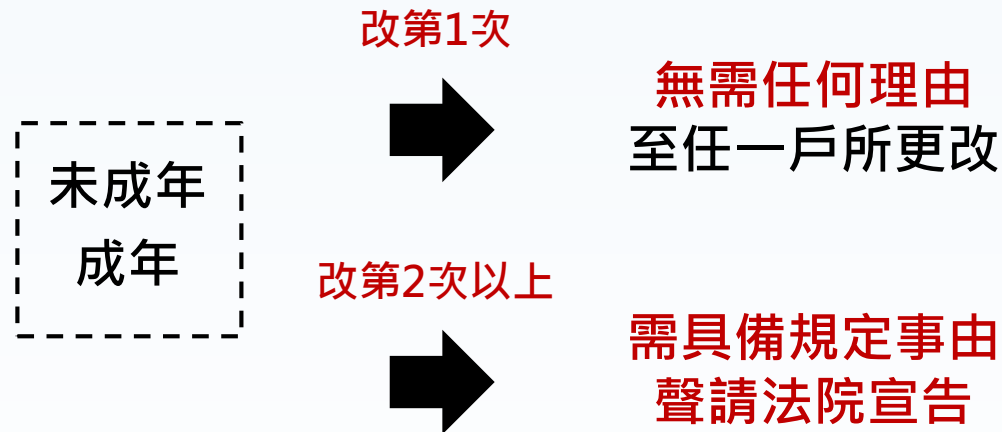 改第1次
無需任何理由
至任一戶所更改
未成年
成年
改第2次以上
需具備規定事由
聲請法院宣告